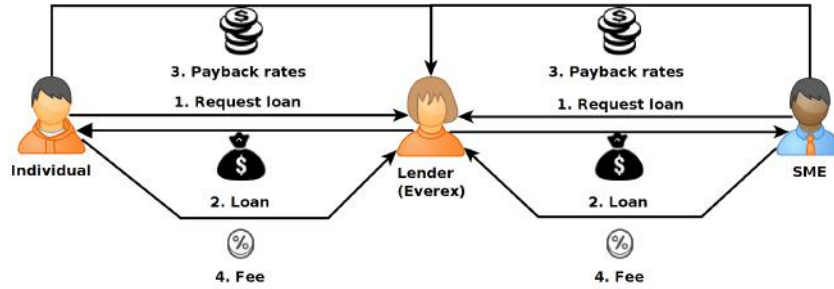 3. Payback rates
3. Payback rates
1. Request loan
1. Request loan
Individual
Lender
(Everex)
SME
2. Loan
2. Loan
4. Fee
4. Fee